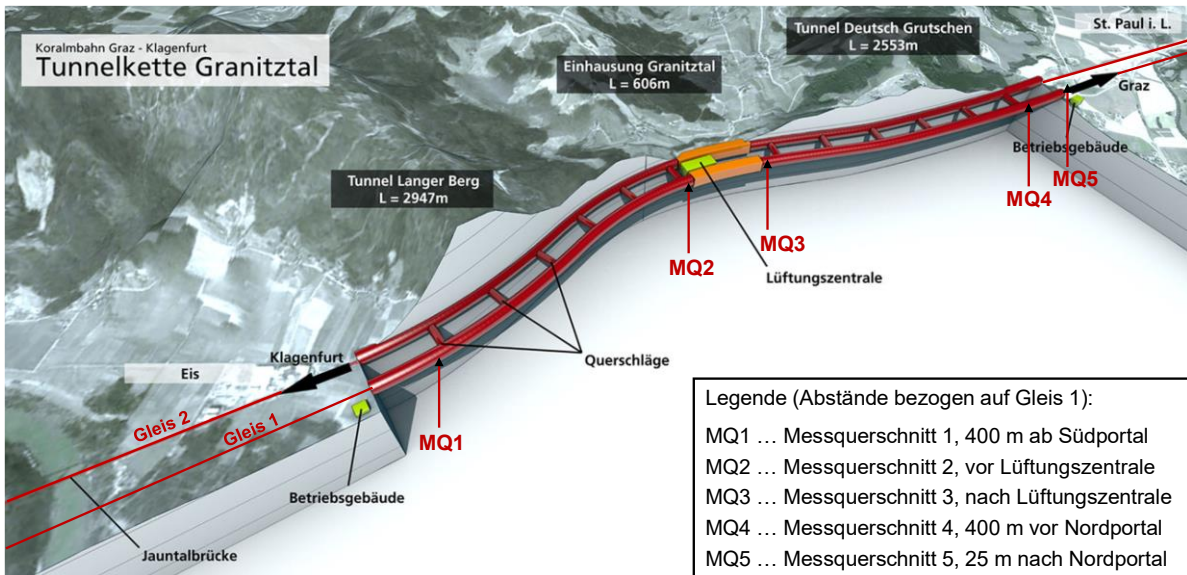 Koralmbahn Graz - Klagenfurt
Tunnelkette Granitztal
Tunnel Deutsch Grutschen
L = 2553m
St. Paul i. L.
Einhausung Granitztal
L = 606m
Graz
Betriebsgebäude
MQ5
MQ4
Tunnel Langer Berg
L = 2947m
MQ3
MQ2
Lüftungszentrale
Klagenfurt
Querschläge
Eis
Gleis 2
Gleis 1
MQ1
Betriebsgebäude
Jauntalbrücke
Legende (Abstände bezogen auf Gleis 1):
MQ1 … Messquerschnitt 1, 400 m ab Südportal
MQ2 … Messquerschnitt 2, vor Lüftungszentrale
MQ3 … Messquerschnitt 3, nach Lüftungszentrale
MQ4 … Messquerschnitt 4, 400 m vor Nordportal
MQ5 … Messquerschnitt 5, 25 m nach Nordportal